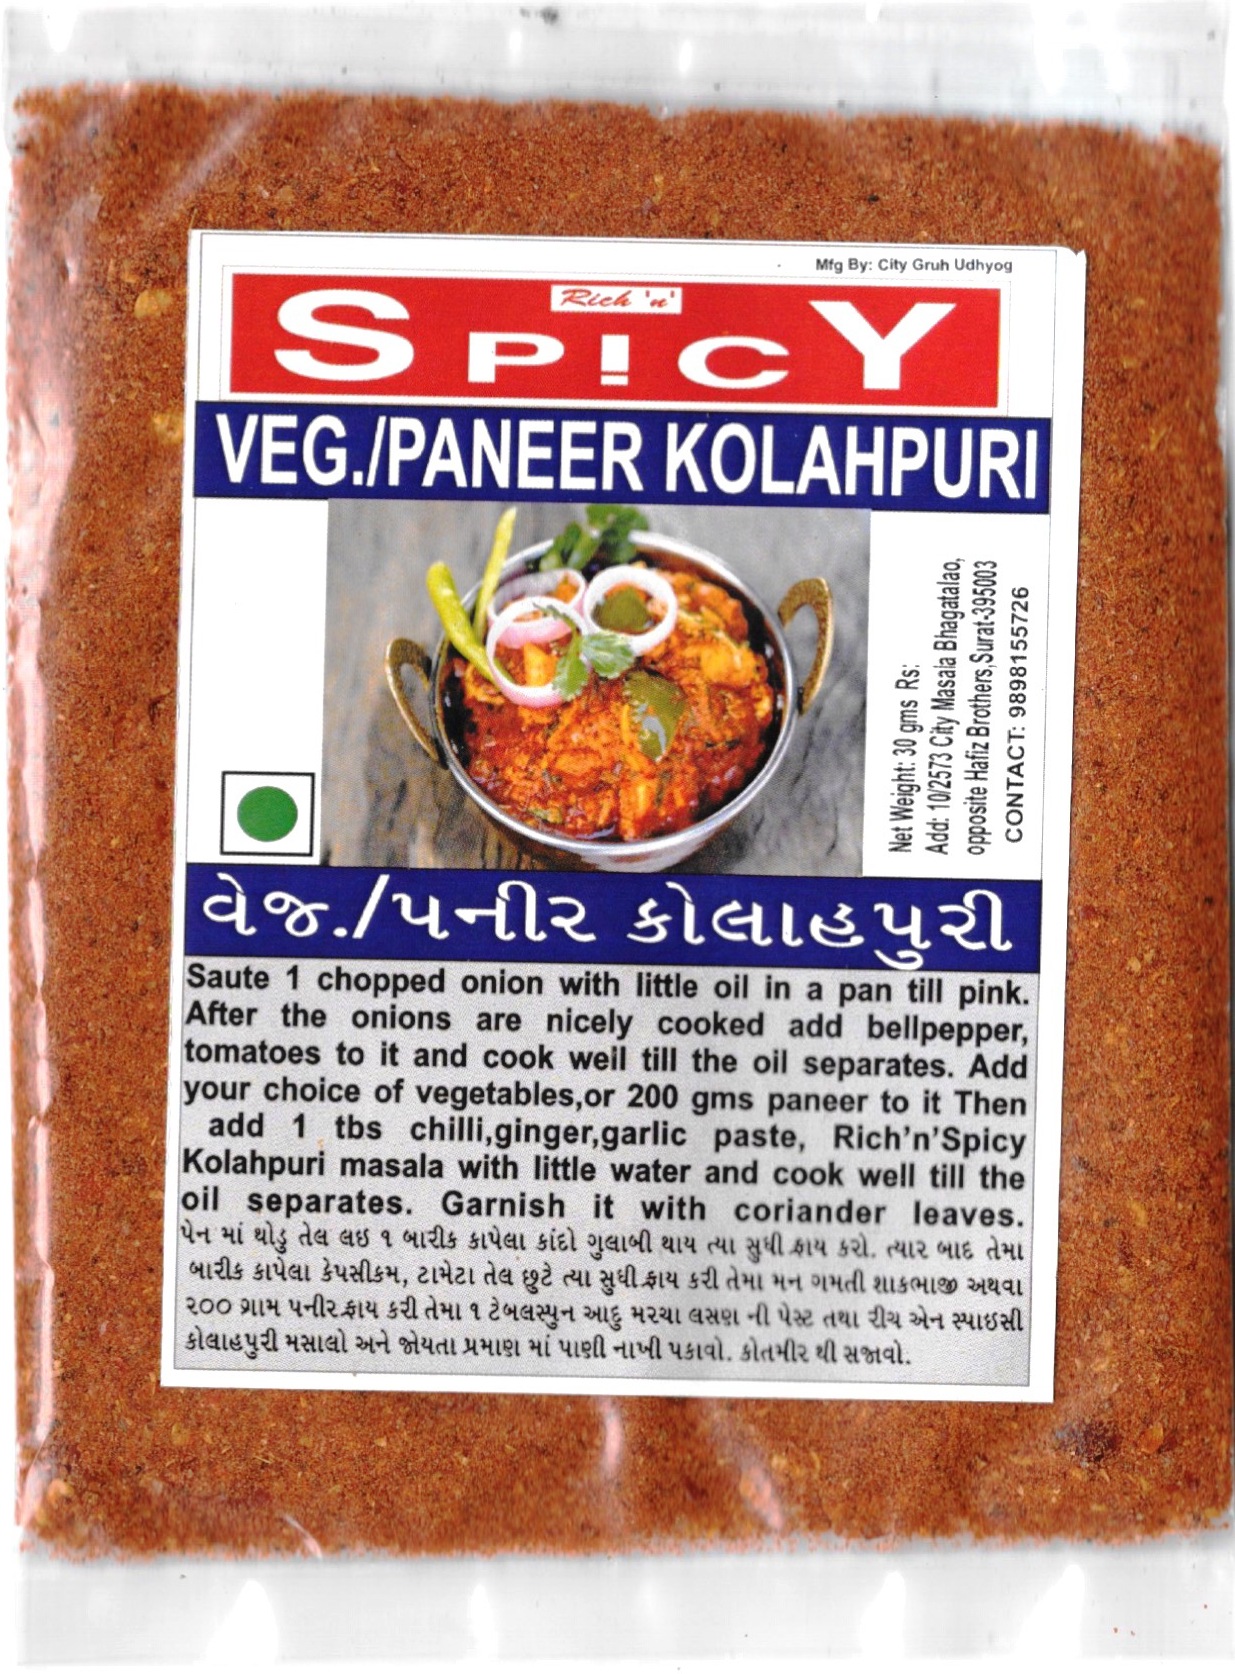 Mfg By: City Gruh Udhyog
Rich 'n'
SPICY
VEG./PANEER KOLAHPURI
Net Weight: 30 gms Rs:
Add: 10/2573 City Masala Bhagatalao,
opposite Hafiz Brothers,Surat-395003
CONTACT: 9898155726
વેજ./પનીર કોલાહપુરી
Saute 1 chopped onion with little oil in a pan till pink.
After the onions are nicely cooked add bellpepper,
tomatoes to it and cook well till the oil separates. Add
your choice of vegetables,or 200 gms paneer to it Then
add 1 tbs chilli,ginger,garlic paste, Rich'n'Spicy
Kolahpuri masala with little water and cook well till the
oil separates. Garnish it with coriander leaves.
પેન માં થોડુ તેલ લઇ ૧ બારીક કાપેલા કાંદો ગુલાબી થાય ત્યા સુધી ફ્રાય કરો. ત્યાર બાદ તેમા
બારીક કાપેલા કેપસીકમ, ટામેટા તેલ છુટે ત્યા સુધી ફ્રાય કરી તેમા મન ગમતી શાકભાજી અથવા
૨૦૦ ગ્રામ પનીર ફ્રાય કરી તેમા ૧ ટેબલસ્પુન આદુ મરચા લસણ ની પેસ્ટ તથા રીચ એન સ્પાઇસી
કોલાહપુરી મસાલો અને જોયતા પ્રમાણ માં પાણી નાખી પકાવો. કોતમીર થી સજાવો.